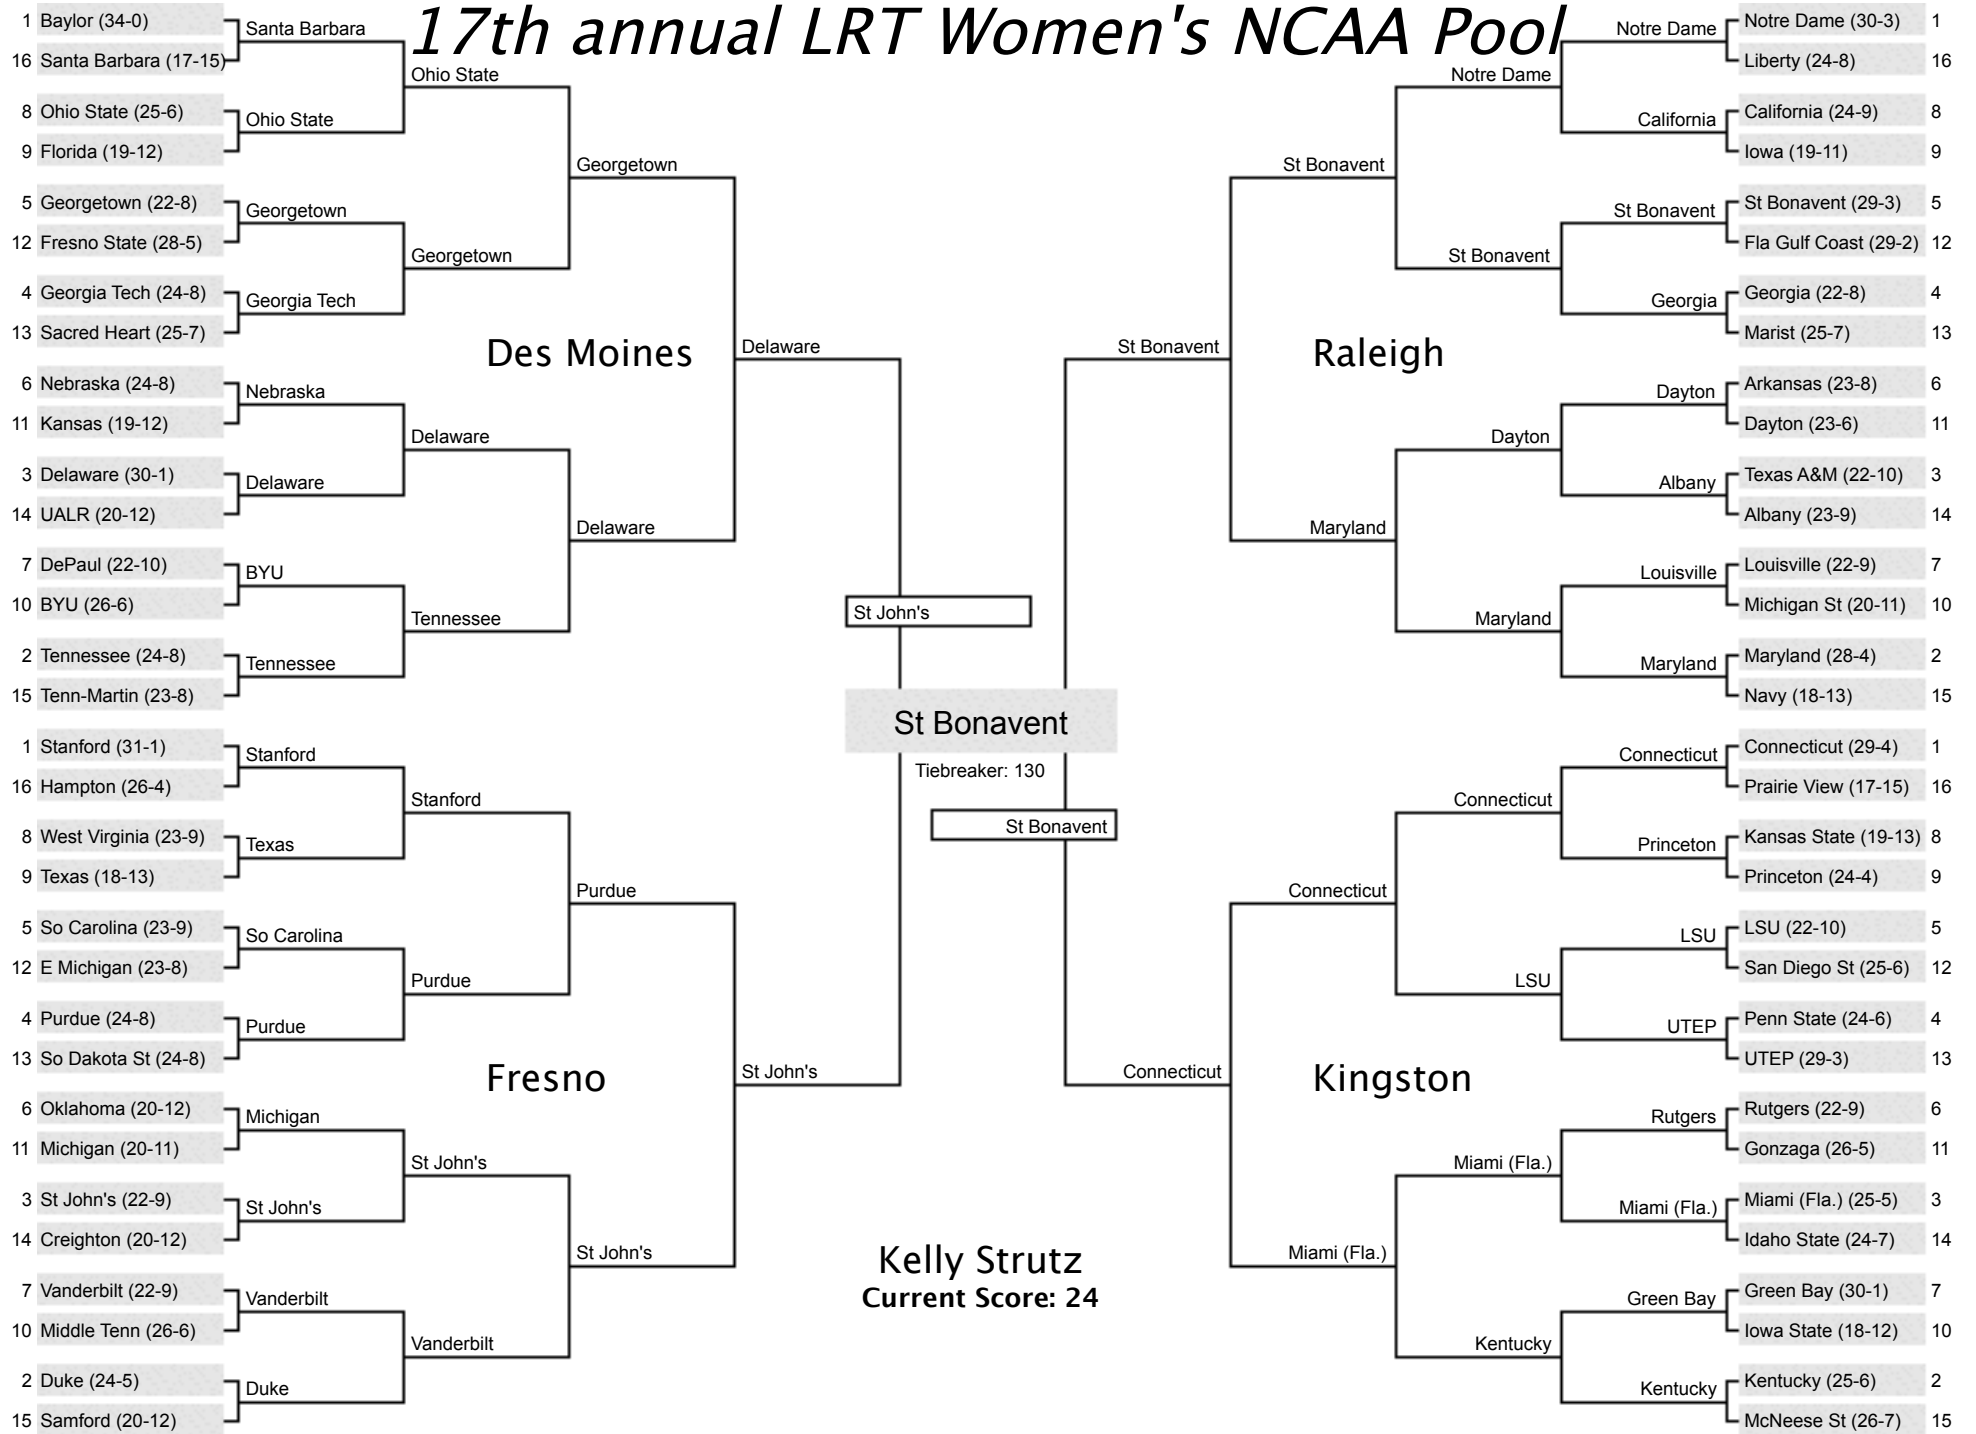 17th annual LRT Women's NCAA Pool
1 Baylor (34-0)
16 Santa Barbara (17-15)
8 Ohio State (25-6)
9 Florida (19-12)
5 Georgetown (22-8)
12 Fresno State (28-5)
4 Georgia Tech (24-8)
13 Sacred Heart (25-7)
6 Nebraska (24-8)
11 Kansas (19-12)
3 Delaware (30-1)
14 UALR (20-12)
7 DePaul (22-10)
10 BYU (26-6)
2 Tennessee (24-8)
15 Tenn-Martin (23-8)
Santa Barbara
Ohio State
Georgetown
Georgia Tech
Nebraska
Delaware
BYU
Tennessee
Ohio State
Georgetown
Delaware
Tennessee
Georgetown
Delaware
Des Moines
Delaware
1 Stanford (31-1)
16 Hampton (26-4)
8 West Virginia (23-9)
9 Texas (18-13)
5 So Carolina (23-9)
12 E Michigan (23-8)
4 Purdue (24-8)
13 So Dakota St (24-8)
6 Oklahoma (20-12)
11 Michigan (20-11)
3 St John's (22-9)
14 Creighton (20-12)
7 Vanderbilt (22-9)
10 Middle Tenn (26-6)
2 Duke (24-5)
15 Samford (20-12)
Stanford
Texas
So Carolina
Purdue
Michigan
St John's
Vanderbilt
Duke
Stanford
Purdue
St John's
Vanderbilt
Purdue
St John's
Fresno
St John's
St John's
St Bonavent
Tiebreaker: 130
St Bonavent
Kelly Strutz
Current Score: 24
Notre Dame (30-3) 1
Liberty (24-8) 16
California (24-9) 8
Iowa (19-11) 9
St Bonavent (29-3) 5
Fla Gulf Coast (29-2) 12
Georgia (22-8) 4
Marist (25-7) 13
Arkansas (23-8) 6
Dayton (23-6) 11
Texas A&M (22-10) 3
Albany (23-9) 14
Louisville (22-9) 7
Michigan St (20-11) 10
Maryland (28-4) 2
Navy (18-13) 15
Notre Dame
California
St Bonavent
Georgia
Dayton
Albany
Louisville
Maryland
Notre Dame
St Bonavent
Dayton
Maryland
St Bonavent
Maryland
Raleigh
St Bonavent
Connecticut (29-4) 1
Prairie View (17-15) 16
Kansas State (19-13) 8
Princeton (24-4) 9
LSU (22-10) 5
San Diego St (25-6) 12
Penn State (24-6) 4
UTEP (29-3) 13
Rutgers (22-9) 6
Gonzaga (26-5) 11
Miami (Fla.) (25-5) 3
Idaho State (24-7) 14
Green Bay (30-1) 7
Iowa State (18-12) 10
Kentucky (25-6) 2
McNeese St (26-7) 15
Connecticut
Princeton
LSU
UTEP
Rutgers
Miami (Fla.)
Green Bay
Kentucky
Connecticut
LSU
Miami (Fla.)
Kentucky
Connecticut
Miami (Fla.)
Kingston
Connecticut